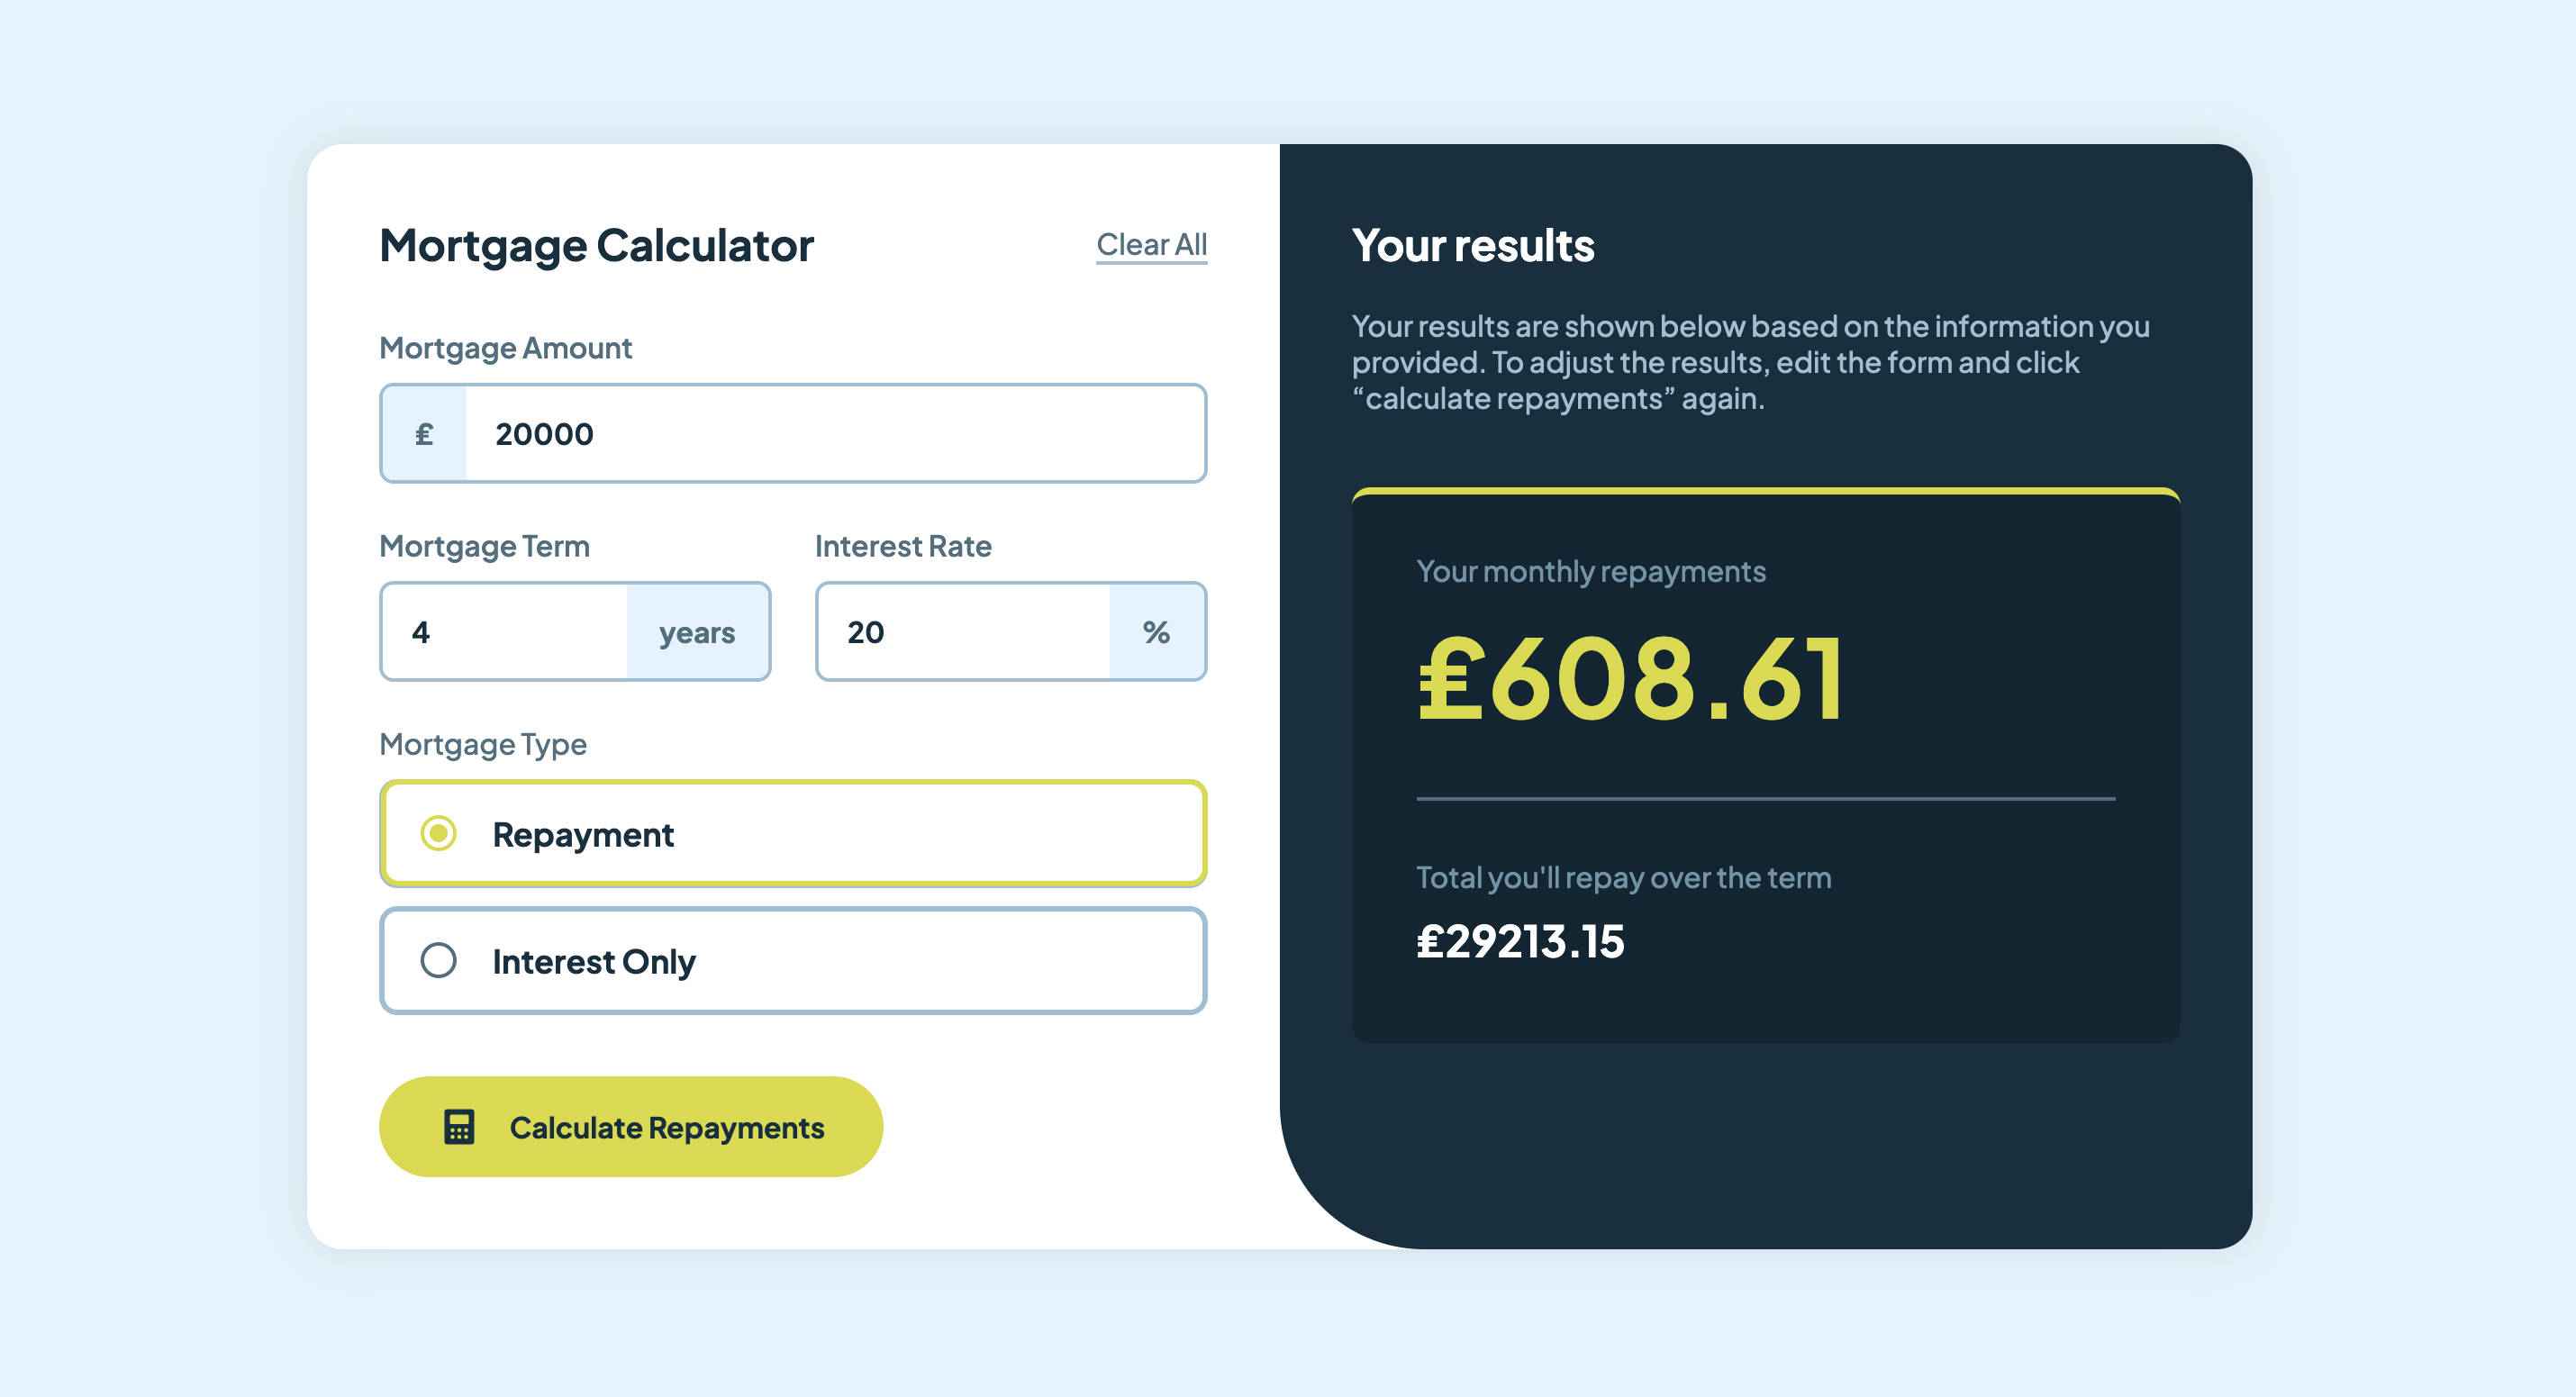 Mortgage Calculator
Clear All
Mortgage Amount
£ 20000
Mortgage Term
4 years
Interest Rate
20 %
Mortgage Type
Repayment
Interest Only
Calculate Repayments
Your results
Your results are shown below based on the information you
provided. To adjust the results, edit the form and click
“calculate repayments” again.
Your monthly repayments
£608.61
Total you'll repay over the term
£29213.15